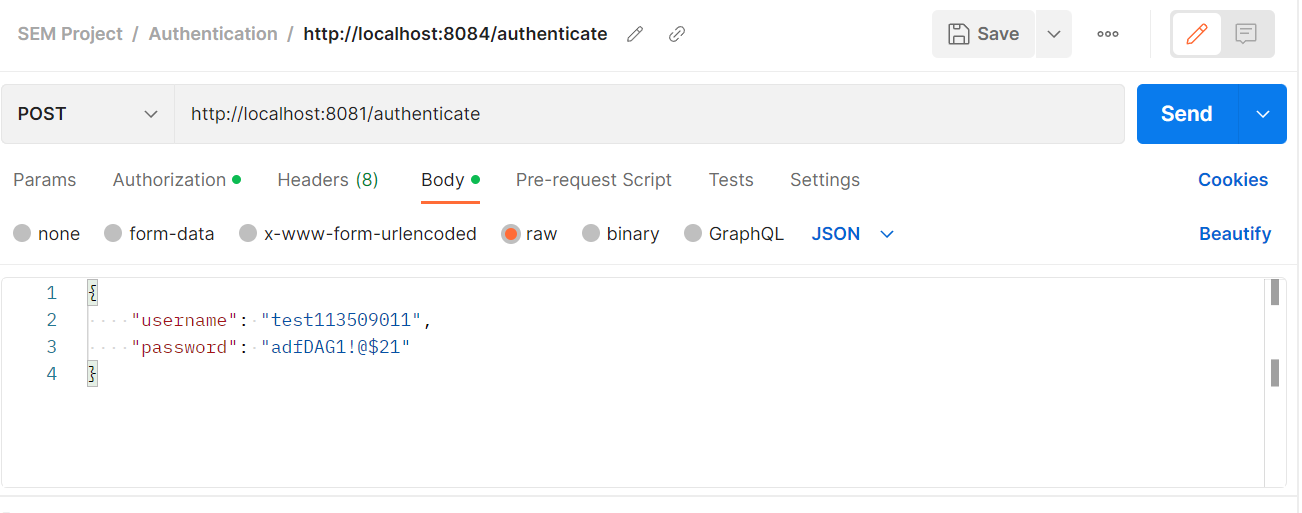 SEM Project / Authentication / http://localhost:8084/authenticate
Save
POST
http://localhost:8081/authenticate
Send
Params Authorization Headers (8) Body Pre-request Script Tests Settings Cookies
none form-data x-www-form-urlencoded raw binary GraphQL JSON Beautify
1 {
2 "username": "test113509011",
3 "password": "adfDAG1!@$21"
4 }